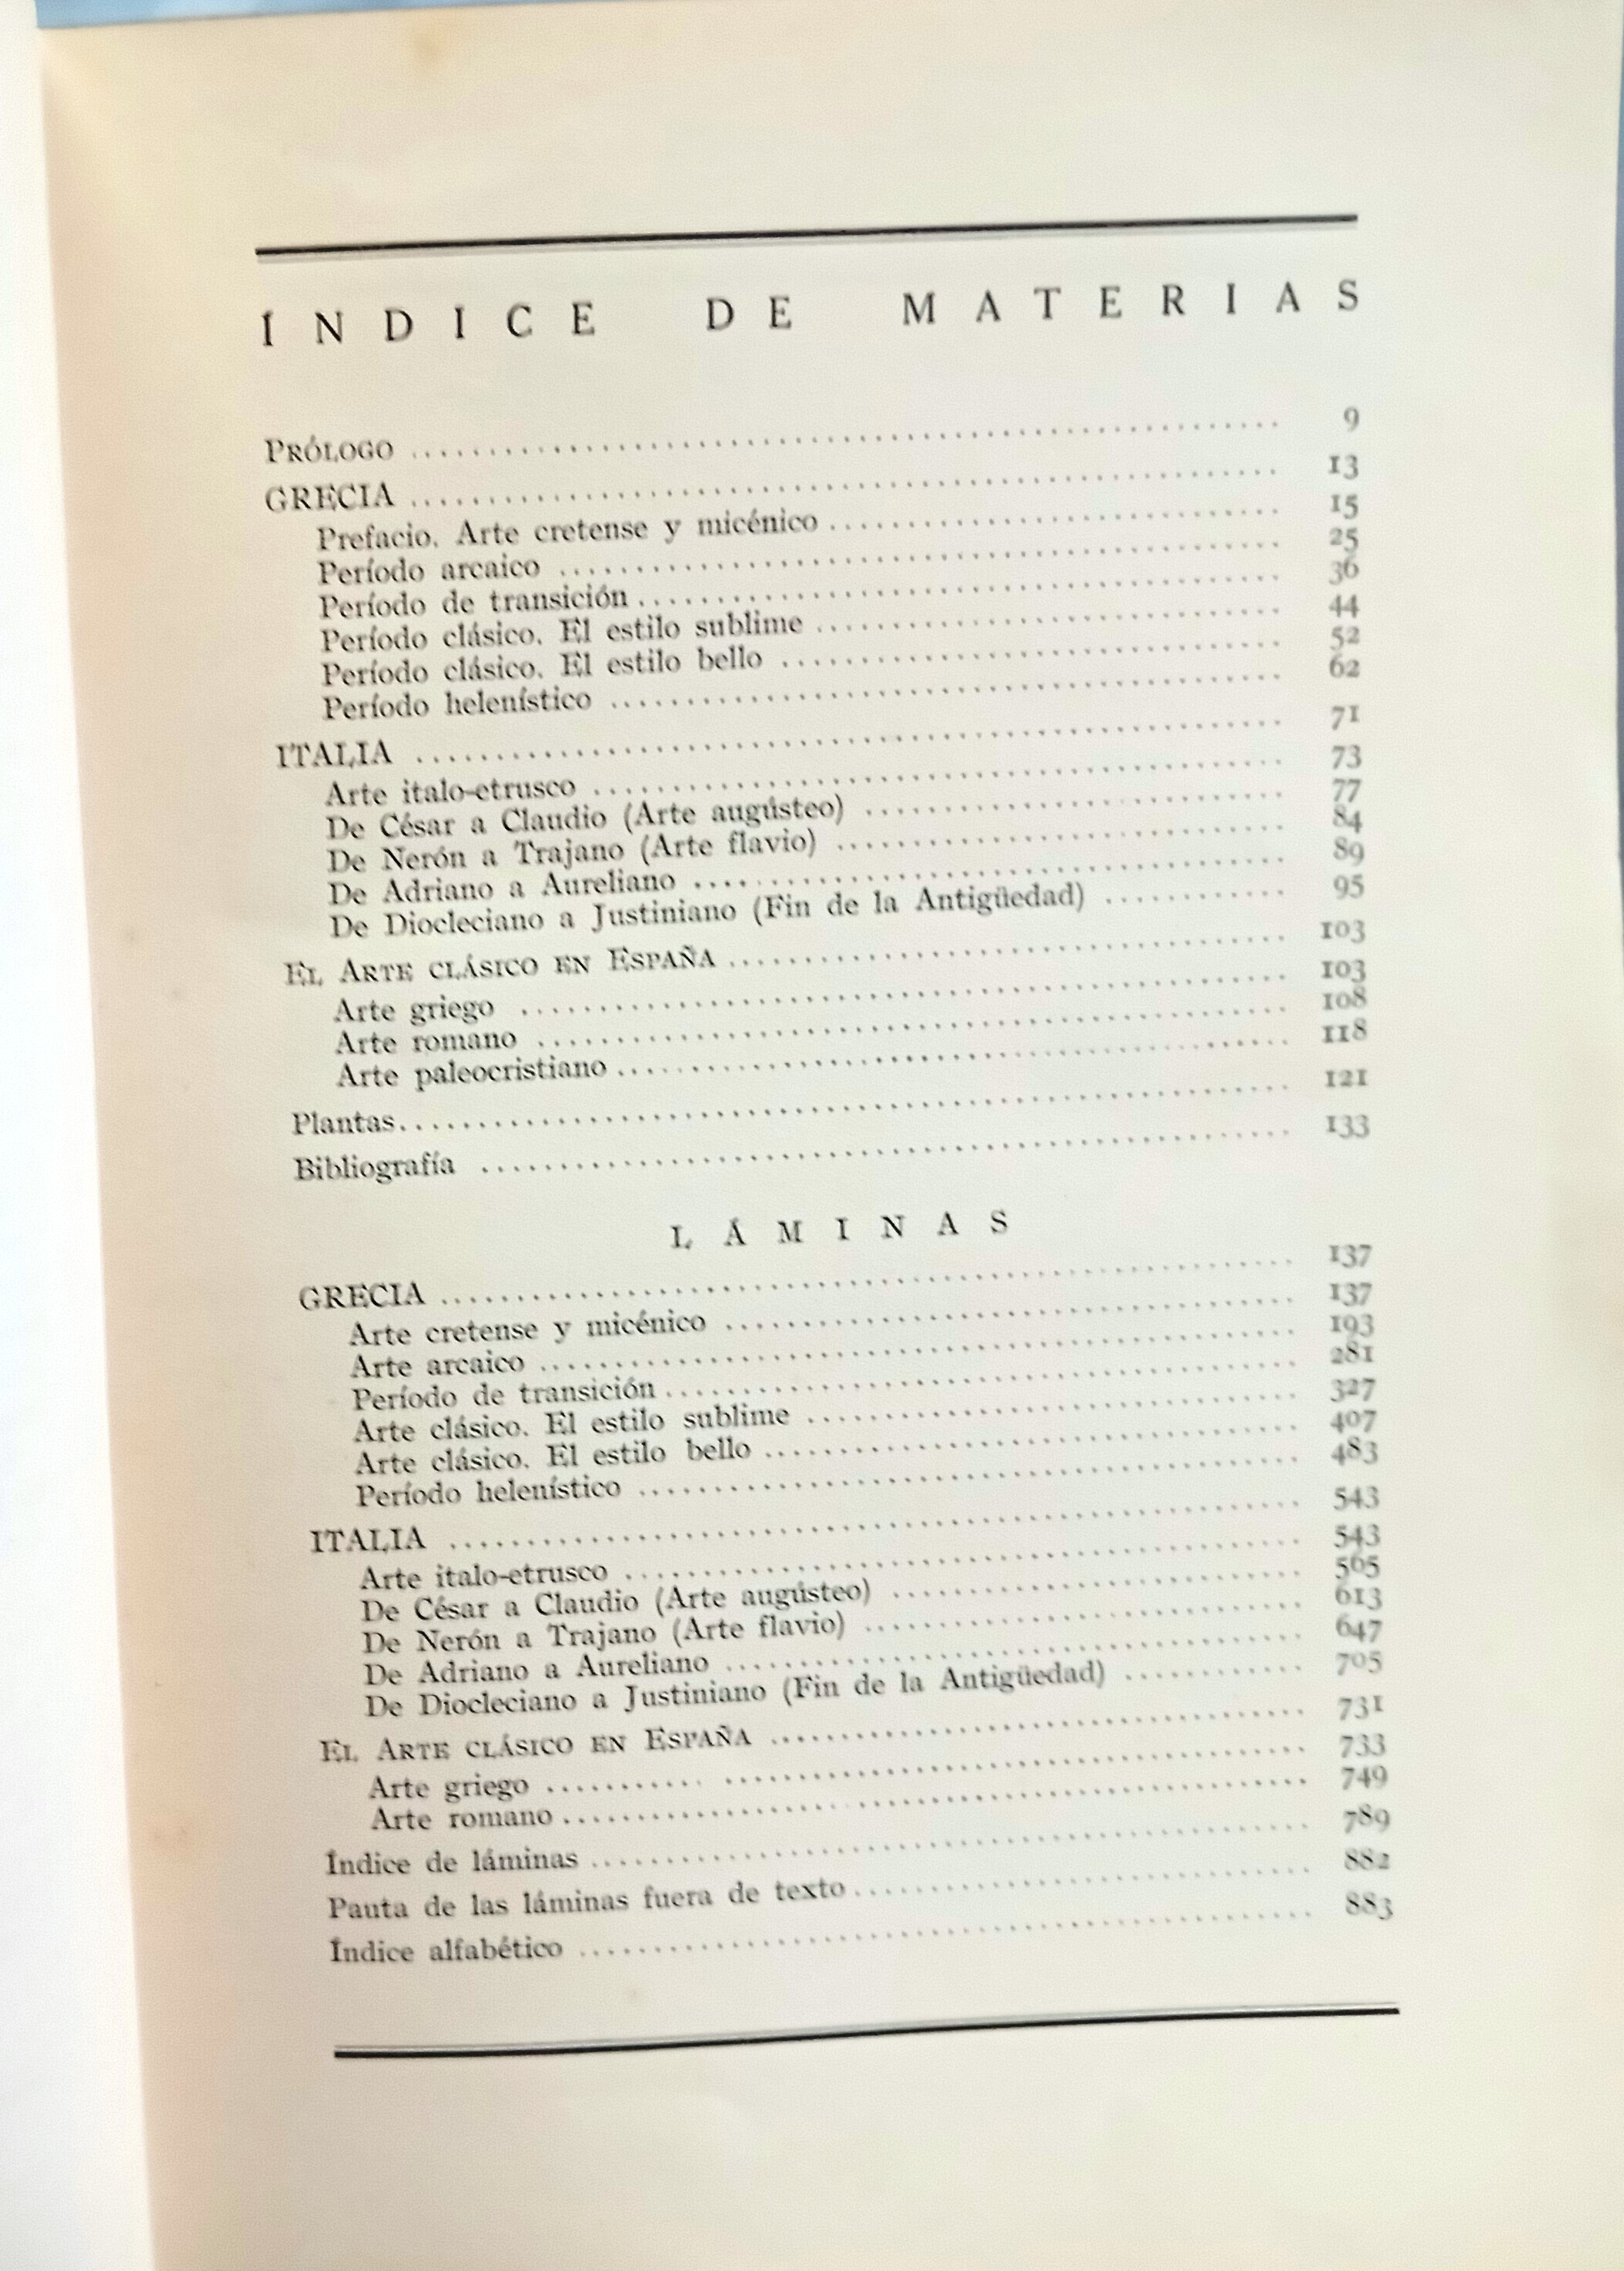 ÍNDICE DE MATERIAS
PRÓLOGO ........ 9
GRECIA ........ 13
Prefacio. Arte cretense y micénico ........ 15
Período arcaico ........ 25
Período de transición ........ 36
Período clásico. El estilo sublime ........ 44
Período clásico. El estilo bello ........ 52
Período helenístico ........ 62
ITALIA ........ 71
Arte italo-etrusco ........ 73
De César a Claudio (Arte augústeo) ........ 77
De Nerón a Trajano (Arte flavio) ........ 84
De Adriano a Aureliano ........ 89
De Diocleciano a Justiniano (Fin de la Antigüedad) ........ 95
EL ARTE CLÁSICO EN ESPAÑA ........ 103
Arte griego ........ 103
Arte romano ........ 108
Arte paleocristiano ........ 118
Plantas ........ 121
Bibliografía ........ 133
LÁMINAS
GRECIA ........ 137
Arte cretense y micénico ........ 137
Arte arcaico ........ 193
Período de transición ........ 281
Arte clásico. El estilo sublime ........ 327
Arte clásico. El estilo bello ........ 407
Período helenístico ........ 483
ITALIA ........ 543
Arte italo-etrusco ........ 543
De César a Claudio (Arte augústeo) ........ 565
De Nerón a Trajano (Arte flavio) ........ 613
De Adriano a Aureliano ........ 647
De Diocleciano a Justiniano (Fin de la Antigüedad) ........ 705
EL ARTE CLÁSICO EN ESPAÑA ........ 731
Arte griego ........ 733
Arte romano ........ 749
Índice de láminas ........ 789
Pauta de las láminas fuera de texto ........ 882
Índice alfabético ........ 883